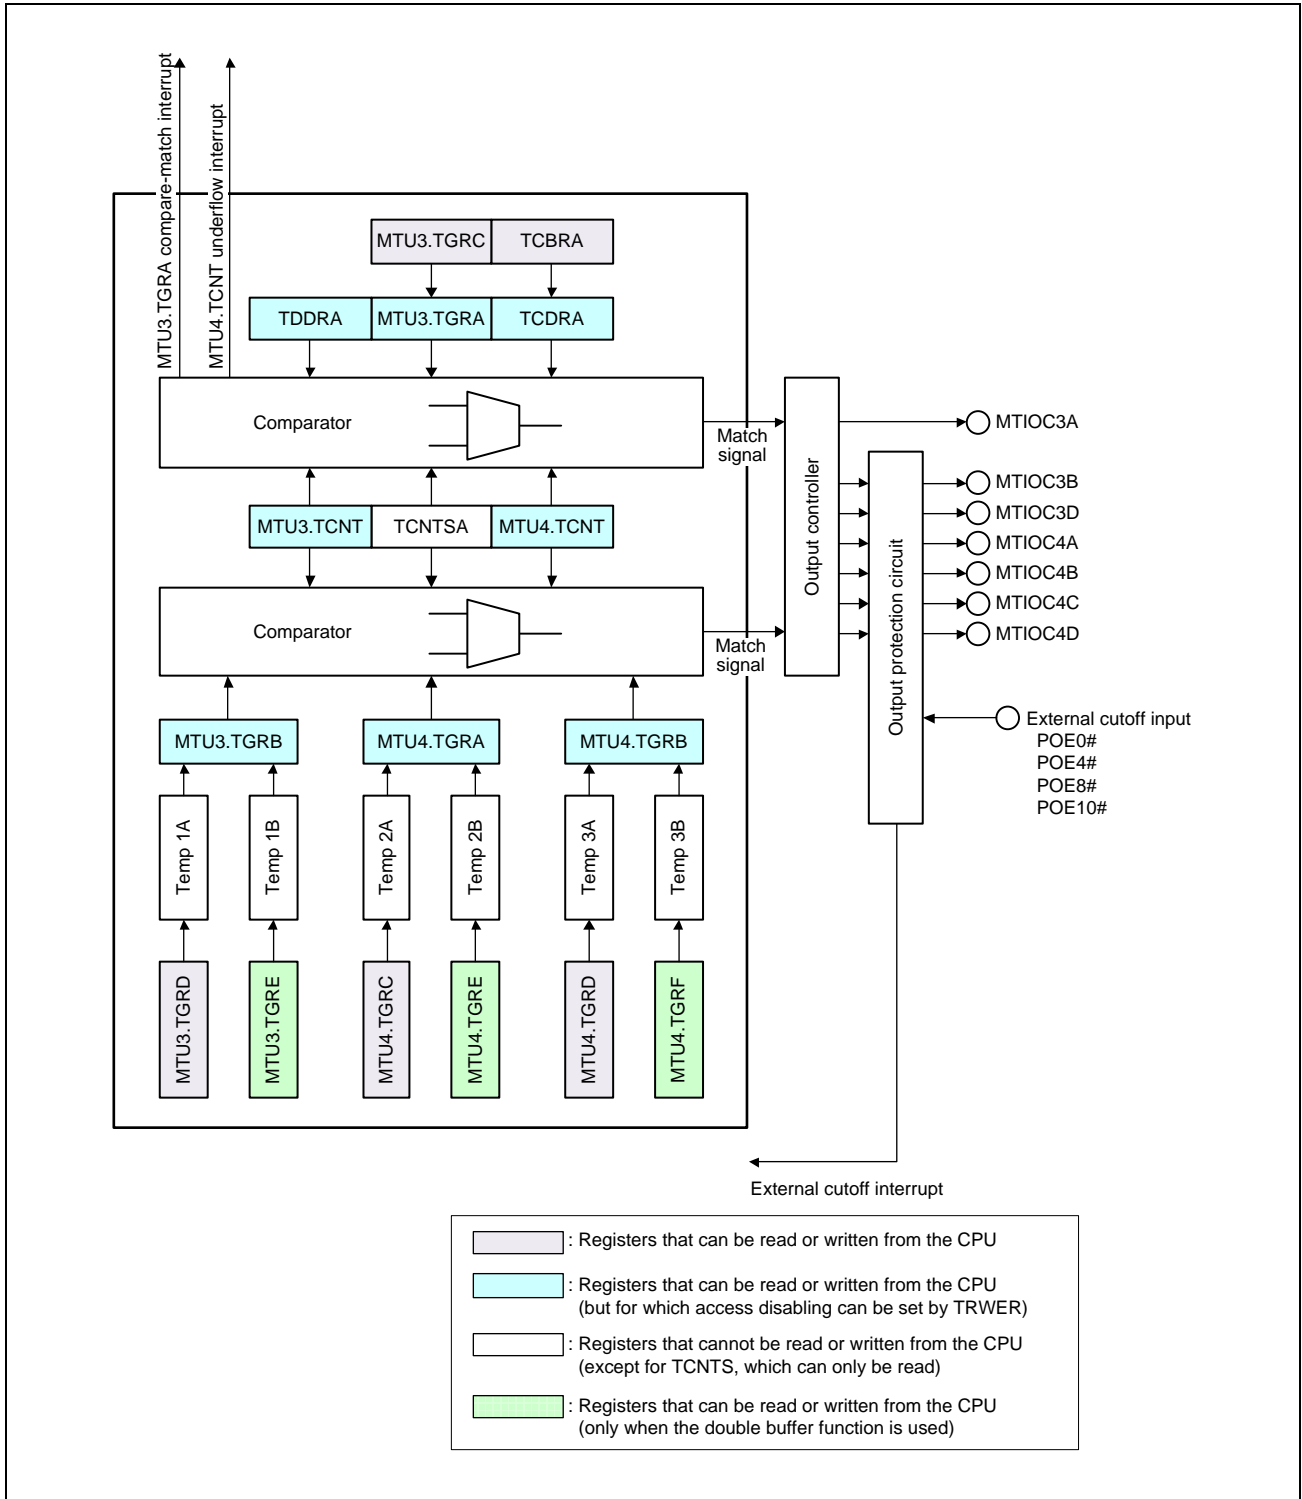 MTU3.TGRA compare-match interrupt
MTU4.TCNT underflow interrupt
MTU3.TGRC
TCBRA
TDDRA
MTU3.TGRA
TCDRA
Comparator
Match
signal
MTU3.TCNT
TCNTSA
MTU4.TCNT
Comparator
Match
signal
Output controller
Output protection circuit
MTIOC3A
MTIOC3B
MTIOC3D
MTIOC4A
MTIOC4B
MTIOC4C
MTIOC4D
External cutoff input
POE0#
POE4#
POE8#
POE10#
MTU3.TGRB
MTU4.TGRA
MTU4.TGRB
Temp 1A
Temp 1B
Temp 2A
Temp 2B
Temp 3A
Temp 3B
MTU3.TGRD
MTU3.TGRE
MTU4.TGRC
MTU4.TGRE
MTU4.TGRD
MTU4.TGRF
External cutoff interrupt
: Registers that can be read or written from the CPU
: Registers that can be read or written from the CPU
(but for which access disabling can be set by TRWER)
: Registers that cannot be read or written from the CPU
(except for TCNTS, which can only be read)
: Registers that can be read or written from the CPU
(only when the double buffer function is used)